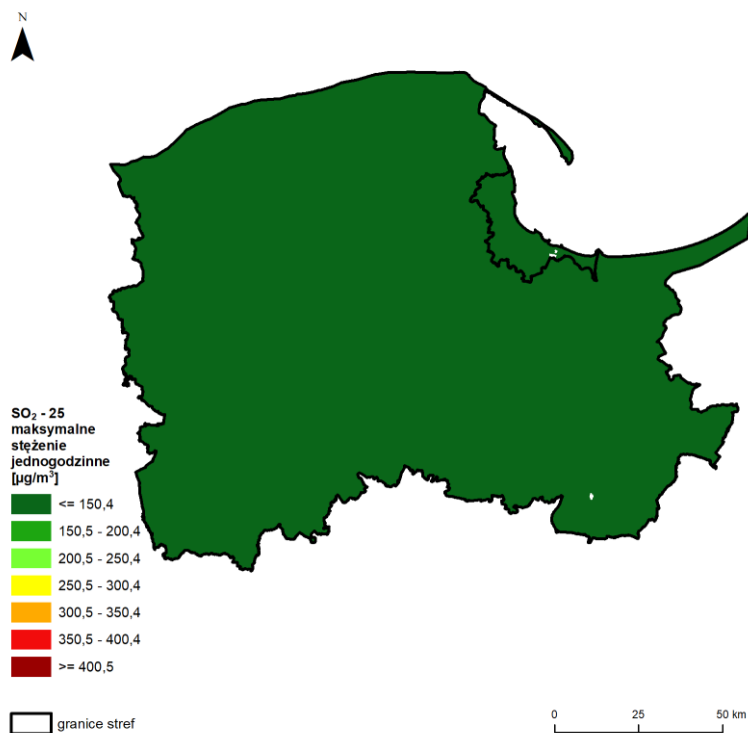 N
SO₂ - 25
maksymalne
stężenie
jednogodzinne
[µg/m³]
<= 150,4
150,5 - 200,4
200,5 - 250,4
250,5 - 300,4
300,5 - 350,4
350,5 - 400,4
>= 400,5
granice stref
0 25 50 km